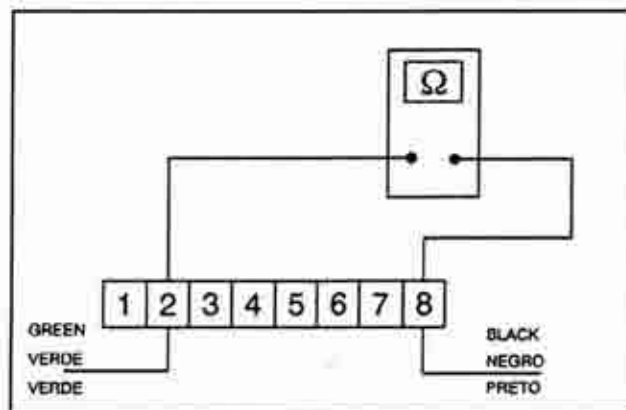 Ω
1 2 3 4 5 6 7 8
GREEN
VERDE
VERDE
BLACK
NEGRO
PRETO